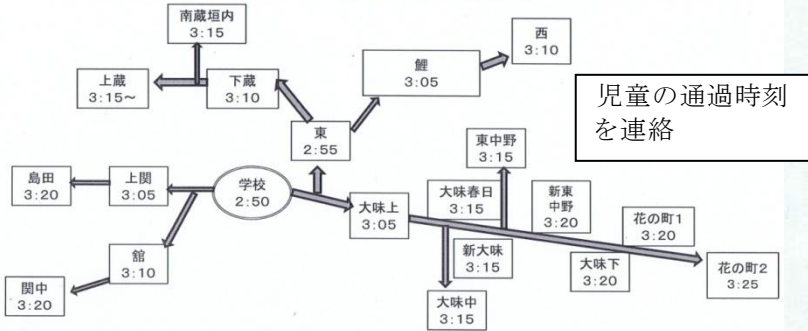 南蔵垣内
3:15
西
3:10
鯉
3:05
上蔵
3:15~
下蔵
3:10
児童の通過時刻
を連絡
東
2:55
東中野
3:15
島田
3:20
上関
3:05
学校
2:50
大味上
3:05
大味春日
3:15
新東
中野
3:20
花の町1
3:20
舘
3:10
新大味
3:15
大味下
3:20
花の町2
3:25
関中
3:20
大味中
3:15